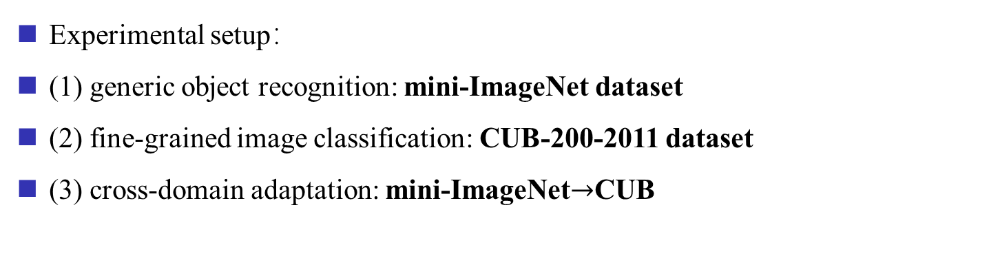 ■ Experimental setup：
■ (1) generic object recognition: mini-ImageNet dataset
■ (2) fine-grained image classification: CUB-200-2011 dataset
■ (3) cross-domain adaptation: mini-ImageNet→CUB